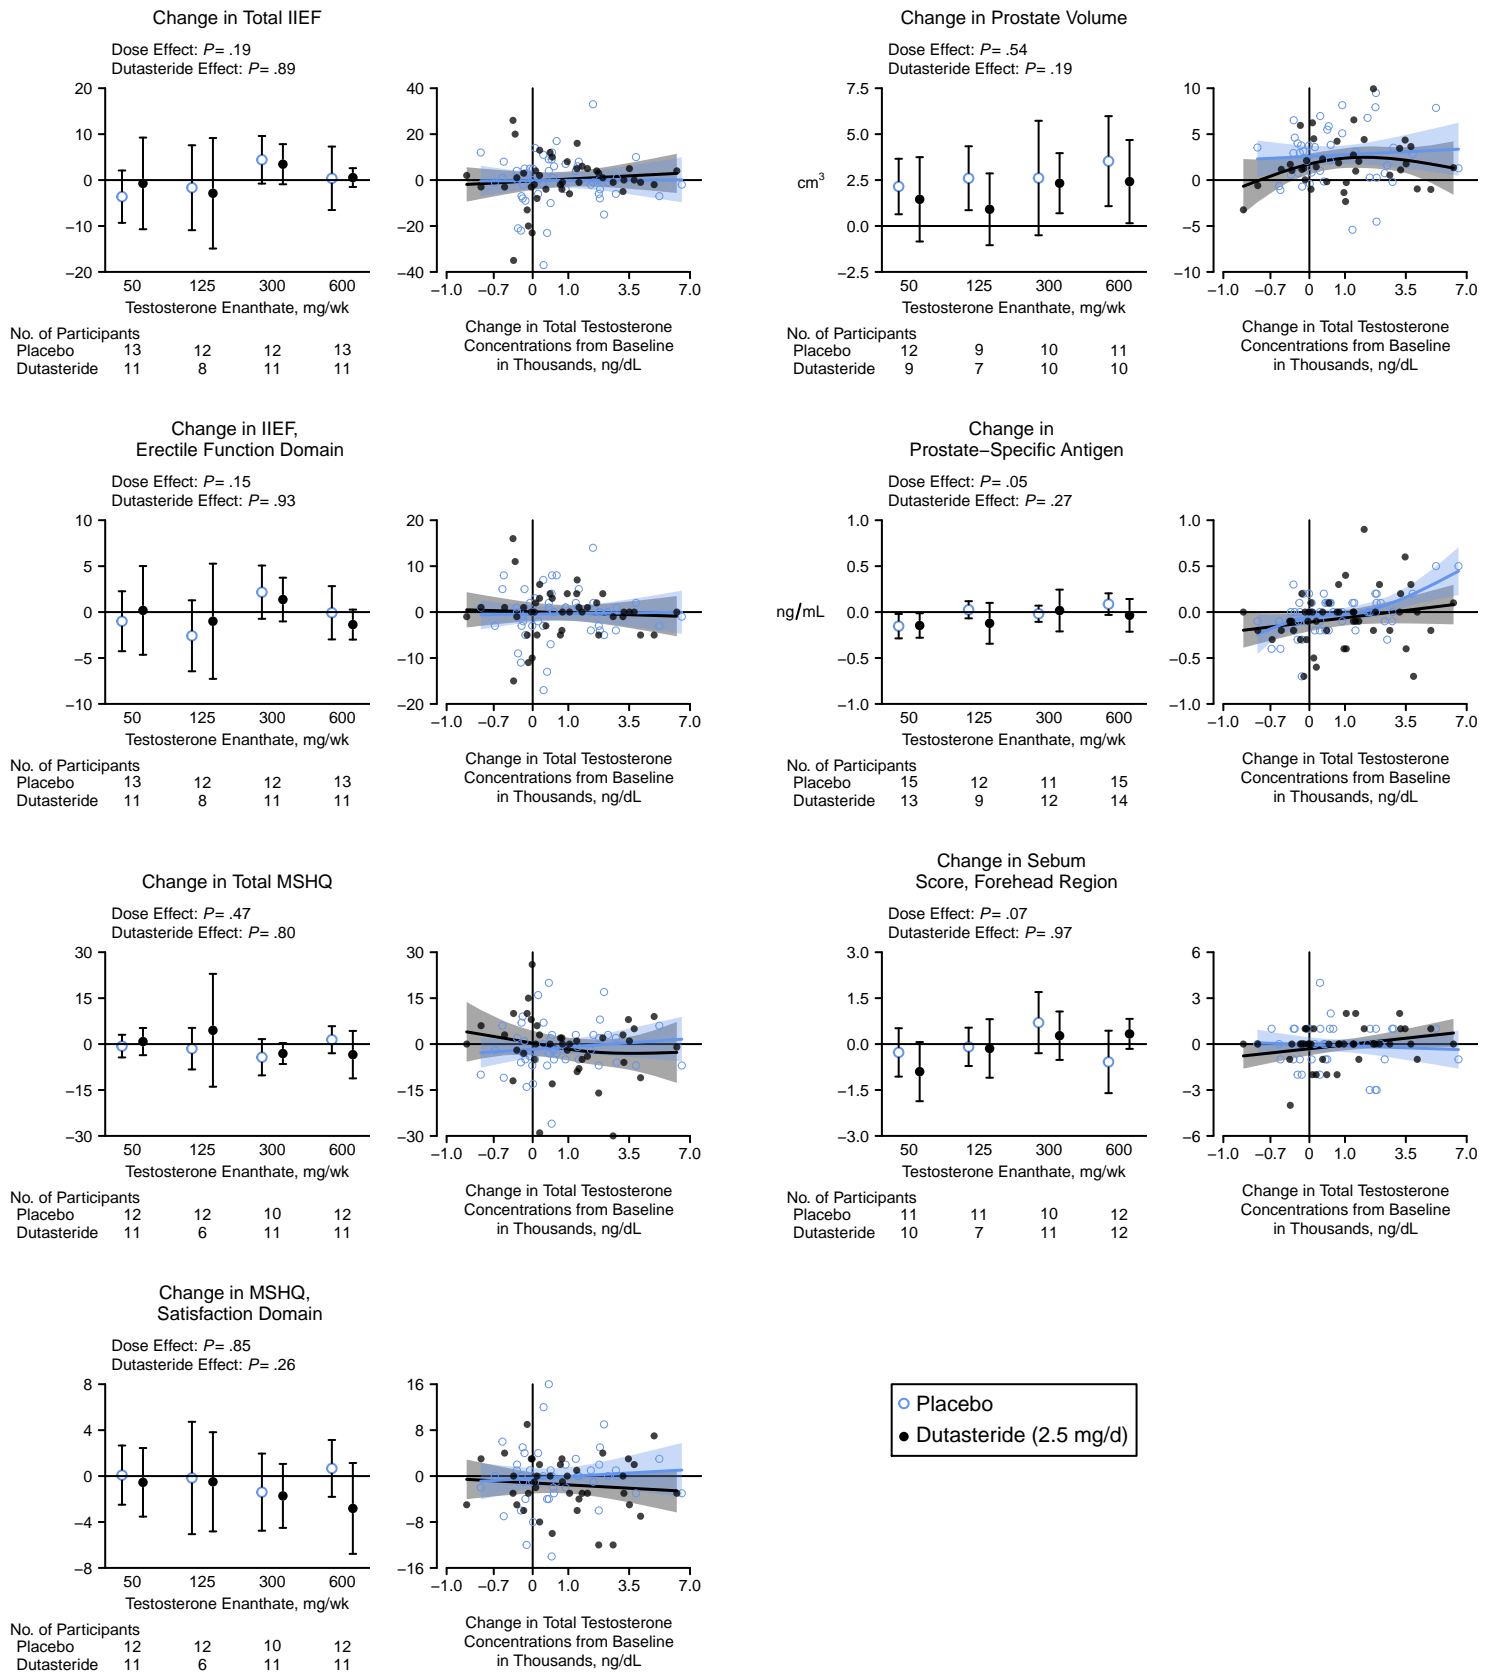 Change in Total IIEF
Dose Effect: P= .19
Dutasteride Effect: P= .89
20
10
0
−10
−20
50 125 300 600
Testosterone Enanthate, mg/wk
No. of Participants
Placebo 13 12 12 13
Dutasteride 11 8 11 11
40
20
0
−20
−40
−1.0 −0.7 0 1.0 3.5 7.0
Change in Total Testosterone
Concentrations from Baseline
in Thousands, ng/dL
Change in Prostate Volume
Dose Effect: P= .54
Dutasteride Effect: P= .19
cm3
7.5
5.0
2.5
0.0
−2.5
50 125 300 600
Testosterone Enanthate, mg/wk
No. of Participants
Placebo 12 9 10 11
Dutasteride 9 7 10 10
10
5
0
−5
−10
−1.0 −0.7 0 1.0 3.5 7.0
Change in Total Testosterone
Concentrations from Baseline
in Thousands, ng/dL
Change in IIEF,
Erectile Function Domain
Dose Effect: P= .15
Dutasteride Effect: P= .93
10
5
0
−5
−10
50 125 300 600
Testosterone Enanthate, mg/wk
No. of Participants
Placebo 13 12 12 13
Dutasteride 11 8 11 11
20
10
0
−10
−20
−1.0 −0.7 0 1.0 3.5 7.0
Change in Total Testosterone
Concentrations from Baseline
in Thousands, ng/dL
Change in
Prostate−Specific Antigen
Dose Effect: P= .05
Dutasteride Effect: P= .27
ng/mL
1.0
0.5
0.0
−0.5
−1.0
50 125 300 600
Testosterone Enanthate, mg/wk
No. of Participants
Placebo 15 12 11 15
Dutasteride 13 9 12 14
1.0
0.5
0.0
−0.5
−1.0
−1.0 −0.7 0 1.0 3.5 7.0
Change in Total Testosterone
Concentrations from Baseline
in Thousands, ng/dL
Change in Total MSHQ
Dose Effect: P= .47
Dutasteride Effect: P= .80
30
15
0
−15
−30
50 125 300 600
Testosterone Enanthate, mg/wk
No. of Participants
Placebo 12 12 10 12
Dutasteride 11 6 11 11
30
15
0
−15
−30
−1.0 −0.7 0 1.0 3.5 7.0
Change in Total Testosterone
Concentrations from Baseline
in Thousands, ng/dL
Change in Sebum
Score, Forehead Region
Dose Effect: P= .07
Dutasteride Effect: P= .97
3.0
1.5
0.0
−1.5
−3.0
50 125 300 600
Testosterone Enanthate, mg/wk
No. of Participants
Placebo 11 11 10 12
Dutasteride 10 7 11 12
6
3
0
−3
−6
−1.0 −0.7 0 1.0 3.5 7.0
Change in Total Testosterone
Concentrations from Baseline
in Thousands, ng/dL
Change in MSHQ,
Satisfaction Domain
Dose Effect: P= .85
Dutasteride Effect: P= .26
8
4
0
−4
−8
50 125 300 600
Testosterone Enanthate, mg/wk
No. of Participants
Placebo 12 12 10 12
Dutasteride 11 6 11 11
16
8
0
−8
−16
−1.0 −0.7 0 1.0 3.5 7.0
Change in Total Testosterone
Concentrations from Baseline
in Thousands, ng/dL
Placebo
Dutasteride (2.5 mg/d)